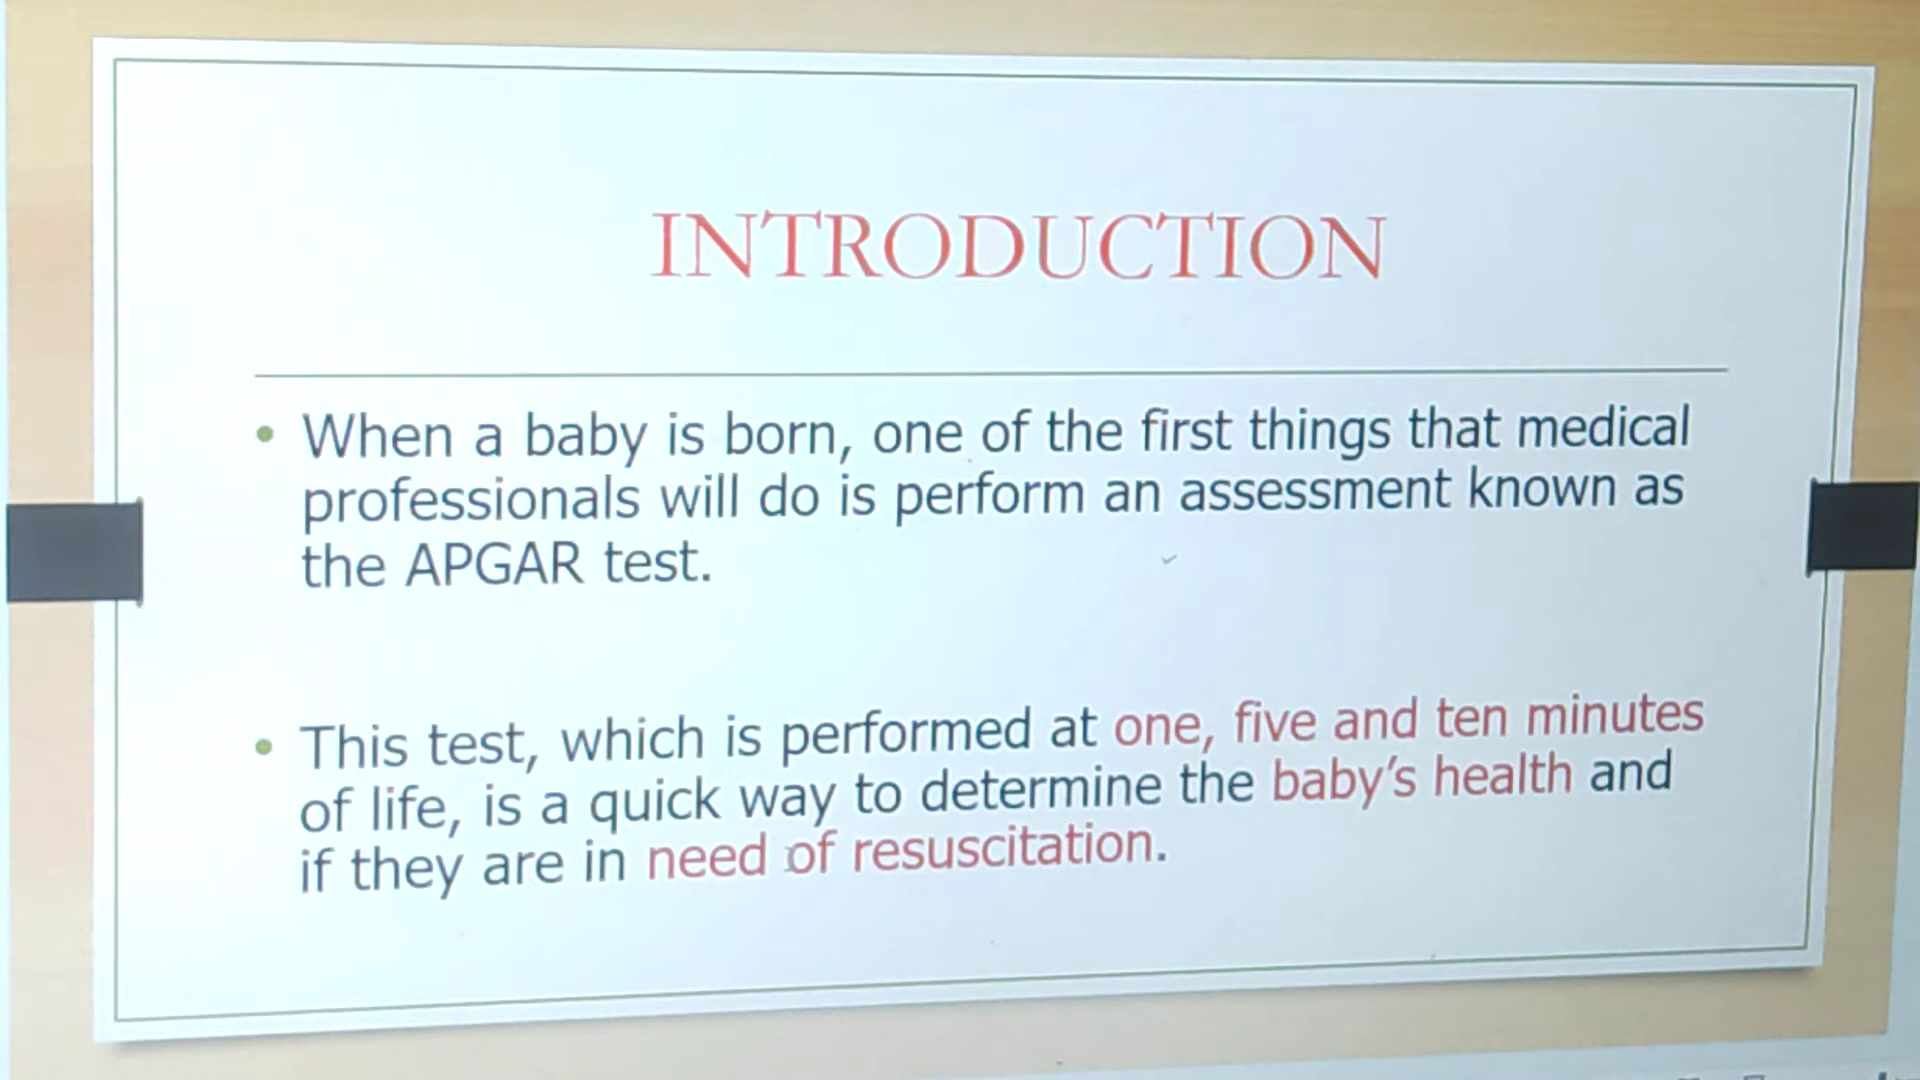 INTRODUCTION
• When a baby is born, one of the first things that medical
professionals will do is perform an assessment known as
the APGAR test.
• This test, which is performed at one, five and ten minutes
of life, is a quick way to determine the baby's health and
if they are in need of resuscitation.